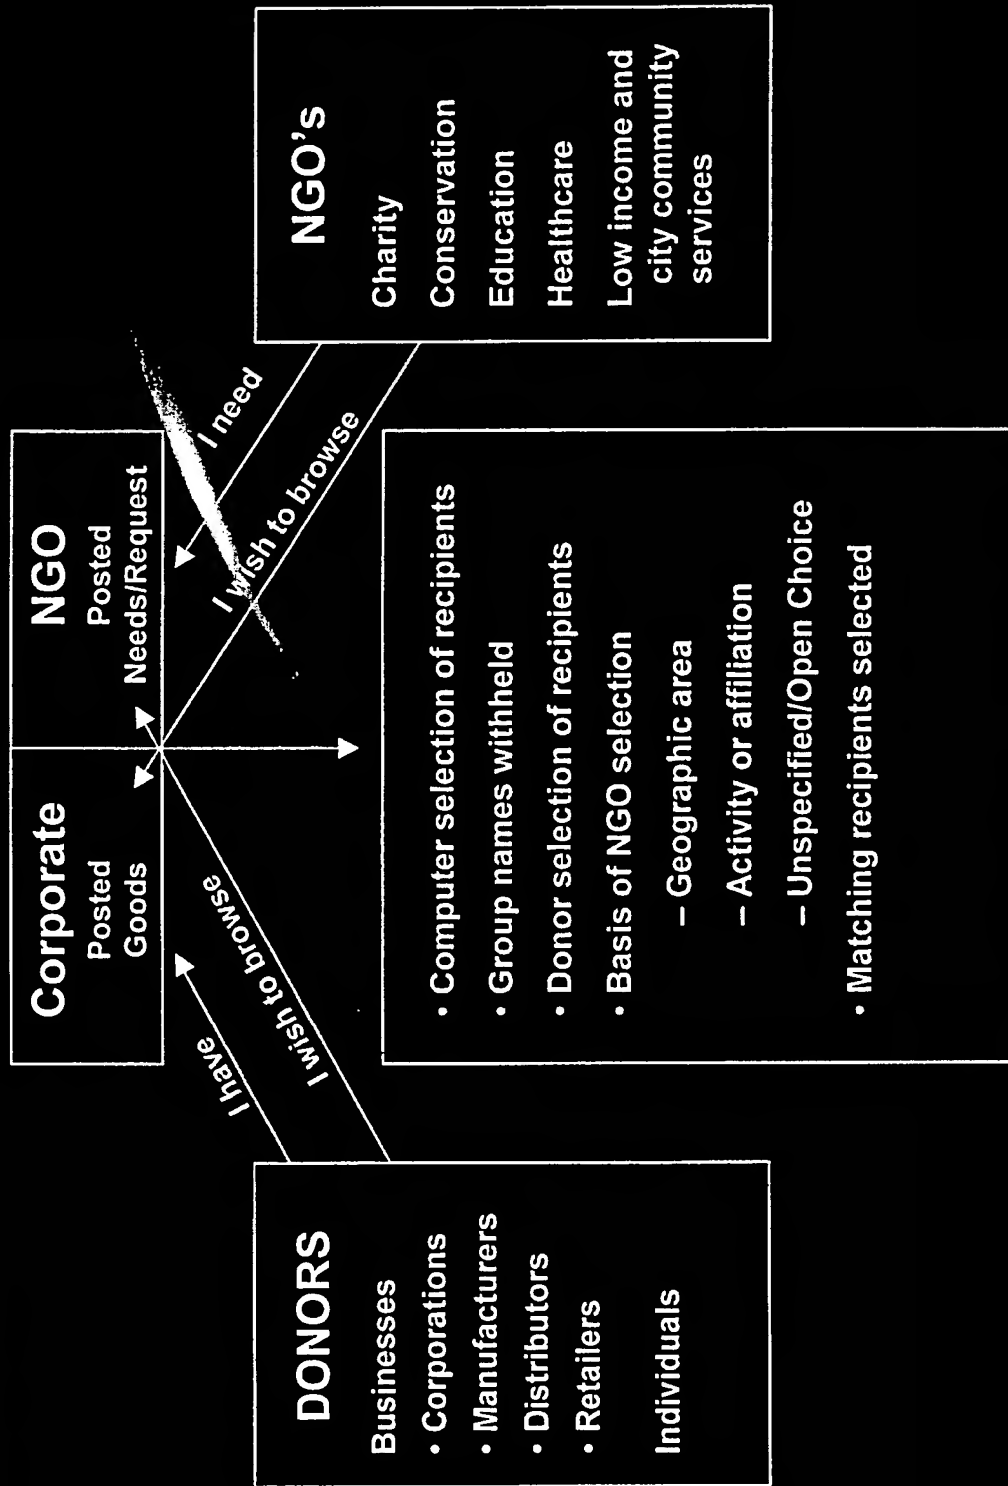 Corporate
Posted
Goods
NGO
Posted
Needs/Request
I have
I wish to browse
I need
I wish to browse
DONORS
Businesses
• Corporations
• Manufacturers
• Distributors
• Retailers
Individuals
• Computer selection of recipients
• Group names withheld
• Donor selection of recipients
• Basis of NGO selection
– Geographic area
– Activity or affiliation
– Unspecified/Open Choice
• Matching recipients selected
NGO's
Charity
Conservation
Education
Healthcare
Low income and
city community
services